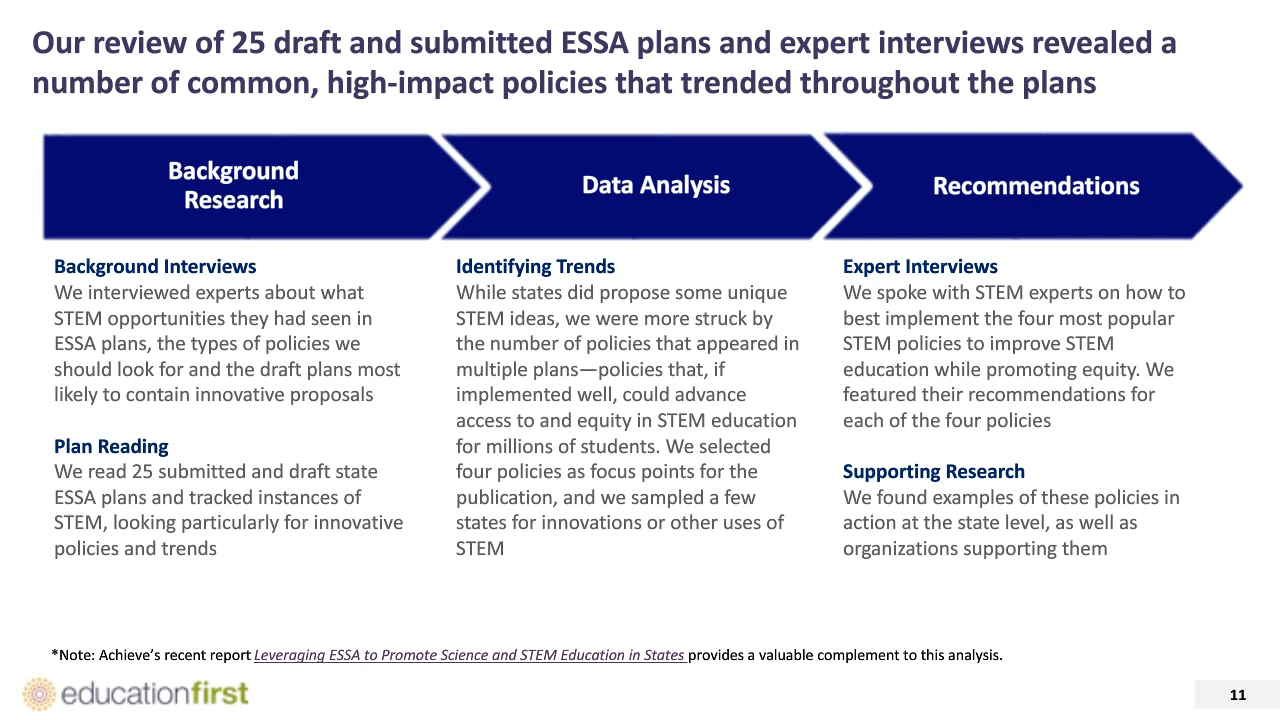 Our review of 25 draft and submitted ESSA plans and expert interviews revealed a
number of common, high-impact policies that trended throughout the plans
Background
Research
Data Analysis
Recommendations
Background Interviews
We interviewed experts about what
STEM opportunities they had seen in
ESSA plans, the types of policies we
should look for and the draft plans most
likely to contain innovative proposals
Plan Reading
We read 25 submitted and draft state
ESSA plans and tracked instances of
STEM, looking particularly for innovative
policies and trends
Identifying Trends
While states did propose some unique
STEM ideas, we were more struck by
the number of policies that appeared in
multiple plans—policies that, if
implemented well, could advance
access to and equity in STEM education
for millions of students. We selected
four policies as focus points for the
publication, and we sampled a few
states for innovations or other uses of
STEM
Expert Interviews
We spoke with STEM experts on how to
best implement the four most popular
STEM policies to improve STEM
education while promoting equity. We
featured their recommendations for
each of the four policies
Supporting Research
We found examples of these policies in
action at the state level, as well as
organizations supporting them
*Note: Achieve's recent report Leveraging ESSA to Promote Science and STEM Education in States provides a valuable complement to this analysis.
educationfirst
11